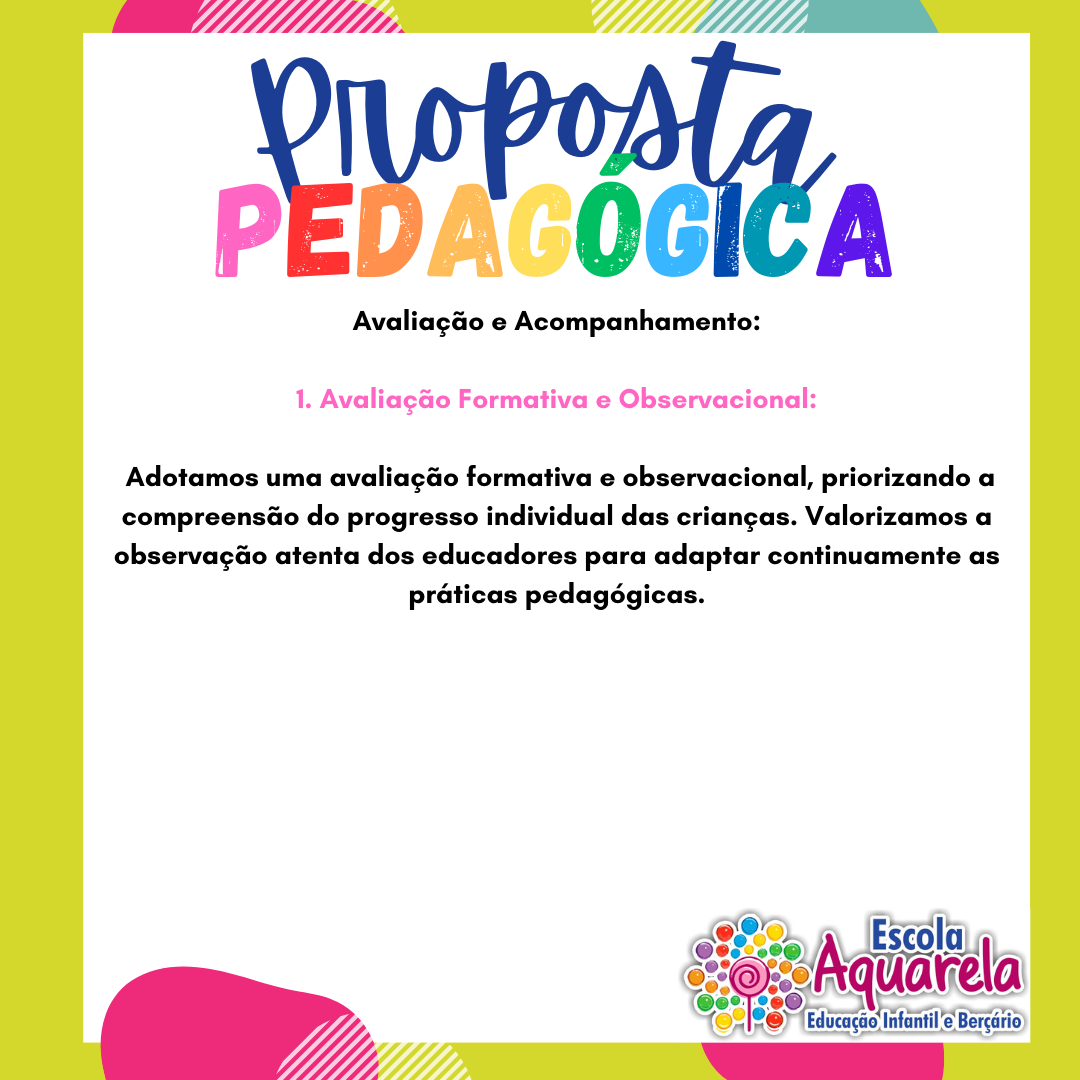 Proposta
PEDAGÓGICA
Avaliação e Acompanhamento:
1. Avaliação Formativa e Observacional:
Adotamos uma avaliação formativa e observacional, priorizando a
compreensão do progresso individual das crianças. Valorizamos a
observação atenta dos educadores para adaptar continuamente as
práticas pedagógicas.
Escola
Aquarela
Educação Infantil e Berçário